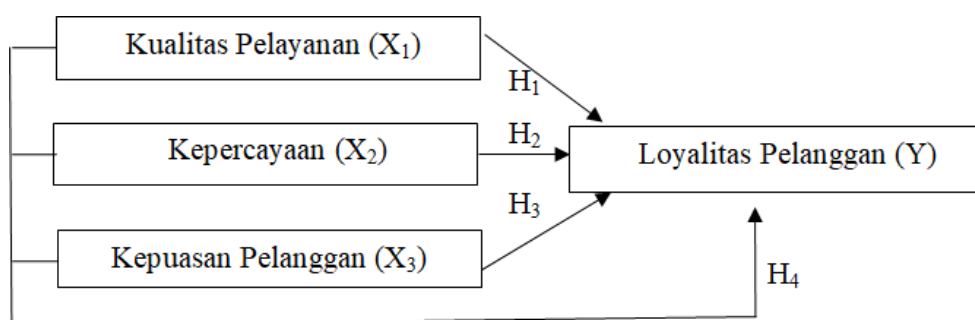 Kualitas Pelayanan (X₁)
H₁
Kepercayaan (X₂)
H₂
Loyalitas Pelanggan (Y)
H₃
Kepuasan Pelanggan (X₃)
H₄